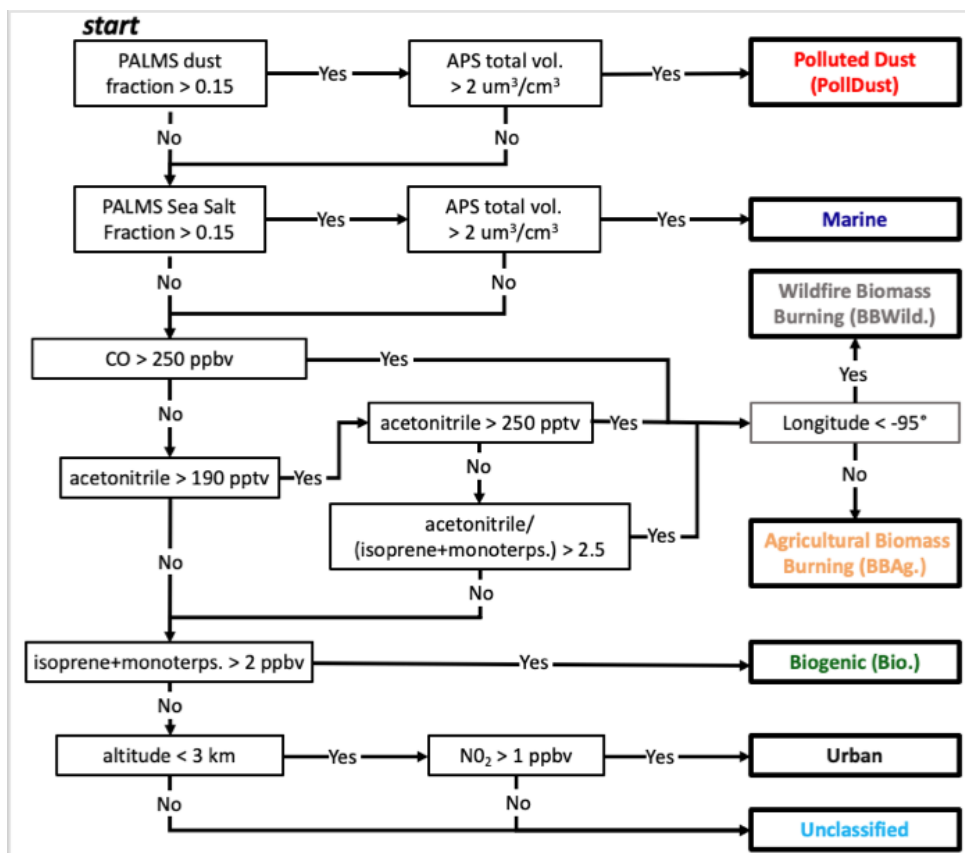 start
PALMS dust
fraction > 0.15
Yes
APS total vol.
> 2 um³/cm³
Yes
Polluted Dust
(PollDust)
No
No
PALMS Sea Salt
Fraction > 0.15
Yes
APS total vol.
> 2 um³/cm³
Yes
Marine
No
No
Wildfire Biomass
Burning (BBWild.)
CO > 250 ppbv
Yes
Yes
No
acetonitrile > 250 pptv
Yes
Longitude < -95°
acetonitrile > 190 pptv
Yes
No
No
acetonitrile/
(isoprene+monoterps.) > 2.5
Yes
Agricultural Biomass
Burning (BBAg.)
No
No
isoprene+monoterps. > 2 ppbv
Yes
Biogenic (Bio.)
No
altitude < 3 km
Yes
N0₂ > 1 ppbv
Yes
Urban
No
No
Unclassified